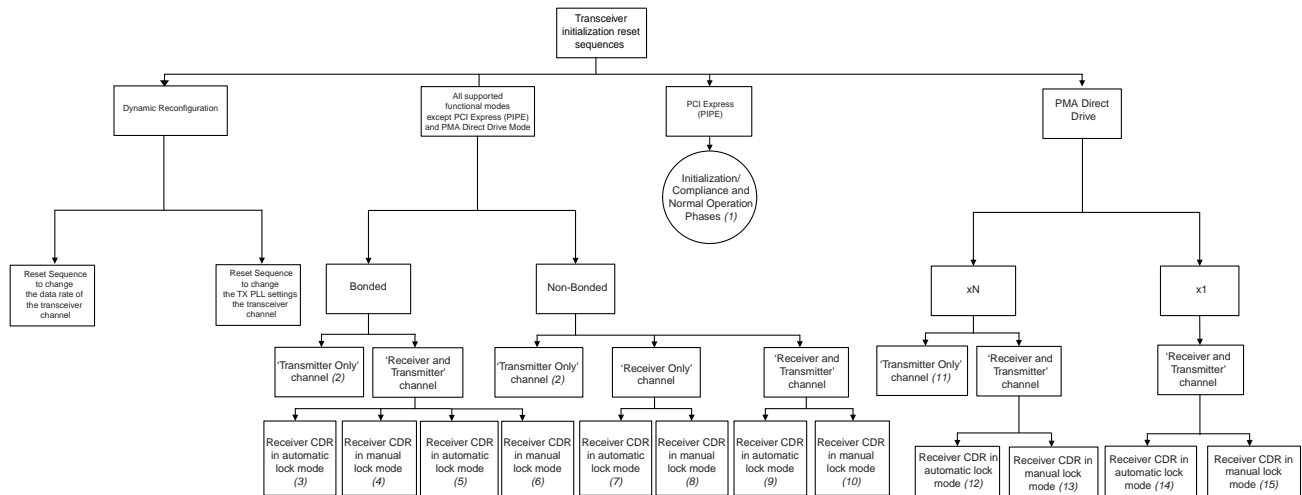 Transceiver
initialization reset
sequences
Dynamic Reconfiguration
All supported
functional modes
except PCI Express (PIPE)
and PMA Direct Drive Mode
PCI Express
(PIPE)
PMA Direct
Drive
Initialization/
Compliance and
Normal Operation
Phases (1)
Reset Sequence
to change
the data rate of
the transceiver
channel
Reset Sequence
to change
the TX PLL settings
the transceiver
channel
Bonded
Non-Bonded
xN
x1
‘Transmitter Only’
channel (2)
‘Receiver and
Transmitter’
channel
‘Transmitter Only’
channel (2)
‘Receiver Only’
channel
‘Receiver and
Transmitter’
channel
‘Transmitter Only’
channel (11)
‘Receiver and
Transmitter’
channel
‘Receiver and
Transmitter’
channel
Receiver CDR
in automatic
lock mode
(3)
Receiver CDR
in manual
lock mode
(4)
Receiver CDR
in automatic
lock mode
(5)
Receiver CDR
in manual
lock mode
(6)
Receiver CDR
in automatic
lock mode
(7)
Receiver CDR
in manual
lock mode
(8)
Receiver CDR
in automatic
lock mode
(9)
Receiver CDR
in manual
lock mode
(10)
Receiver CDR in
automatic lock
mode (12)
Receiver CDR in
manual lock
mode (13)
Receiver CDR in
automatic lock
mode (14)
Receiver CDR in
manual lock
mode (15)